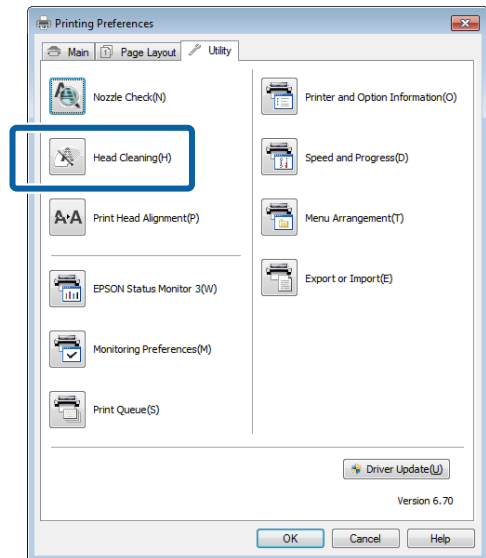 Printing Preferences
Main
Page Layout
Utility
Nozzle Check(N)
Head Cleaning(H)
A A
Print Head Alignment(P)
EPSON Status Monitor 3(W)
Monitoring Preferences(M)
Print Queue(S)
Printer and Option Information(O)
Speed and Progress(D)
Menu Arrangement(T)
Export or Import(E)
Driver Update(U)
Version 6.70
OK
Cancel
Help